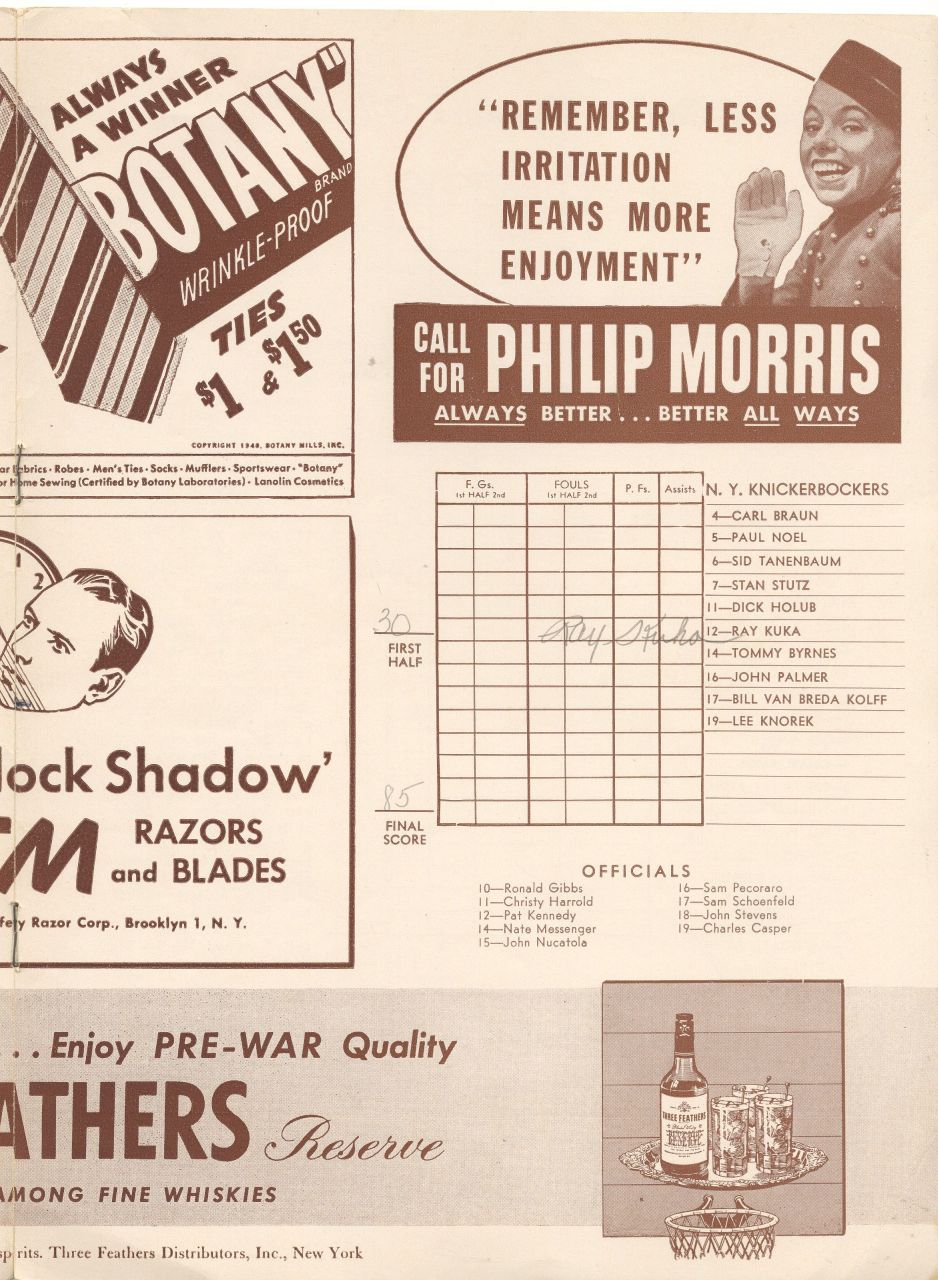 ALWAYS
A WINNER
BOTANY"
BRAND
WRINKLE-PROOF
TIES
$1 & $1.50
COPYRIGHT 1948, BOTANY MILLS, INC.
ar Fabrics · Robes · Men's Ties · Socks · Mufflers · Sportswear · "Botany"
or Home Sewing (Certified by Botany Laboratories) · Lanolin Cosmetics
"REMEMBER, LESS
IRRITATION
MEANS MORE
ENJOYMENT"
CALL
FOR PHILIP MORRIS
ALWAYS BETTER . . . BETTER ALL WAYS
F. Gs. FOULS P. Fs. Assists N. Y. KNICKERBOCKERS
1st HALF 2nd 1st HALF 2nd
4—CARL BRAUN
5—PAUL NOEL
6—SID TANENBAUM
7—STAN STUTZ
11—DICK HOLUB
12—RAY KUKA
14—TOMMY BYRNES
16—JOHN PALMER
17—BILL VAN BREDA KOLFF
19—LEE KNOREK
30
FIRST
HALF
Ray Kuka
85
FINAL
SCORE
2
lock Shadow'
EM RAZORS
and BLADES
fety Razor Corp., Brooklyn 1, N. Y.
OFFICIALS
10—Ronald Gibbs
11—Christy Harrold
12—Pat Kennedy
14—Nate Messenger
15—John Nucatola
16—Sam Pecoraro
17—Sam Schoenfeld
18—John Stevens
19—Charles Casper
. . Enjoy PRE-WAR Quality
ATHERS Reserve
AMONG FINE WHISKIES
spirits. Three Feathers Distributors, Inc., New York
THREE FEATHERS
RESERVE